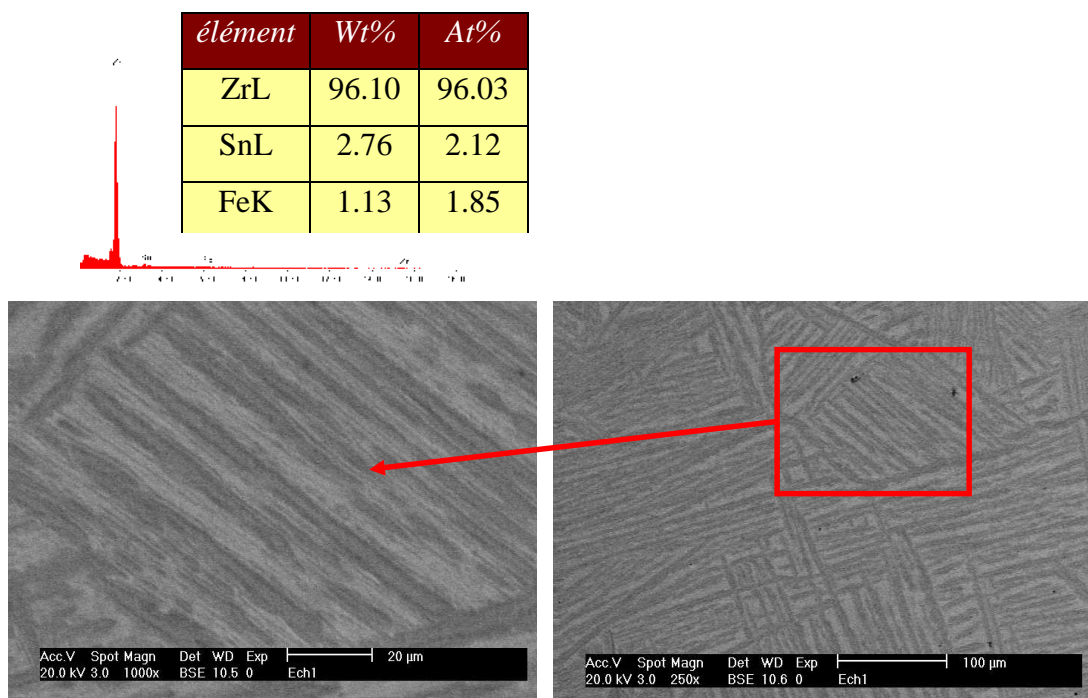 élément Wt% At%
ZrL 96.10 96.03
SnL 2.76 2.12
FeK 1.13 1.85
Acc.V Spot Magn Det WD Exp 20 µm
20.0 kV 3.0 1000x BSE 10.5 0 Ech1
Acc.V Spot Magn Det WD Exp 100 µm
20.0 kV 3.0 250x BSE 10.6 0 Ech1